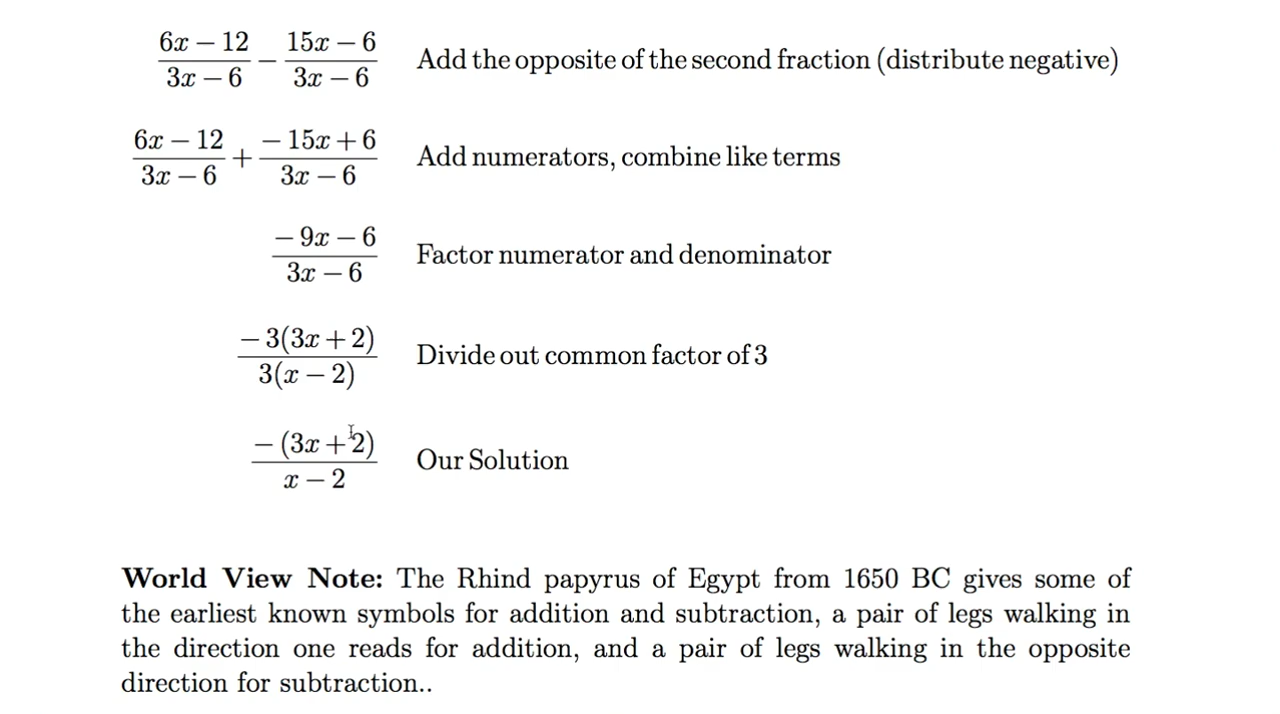 6x − 12 / 3x − 6 − 15x − 6 / 3x − 6 Add the opposite of the second fraction (distribute negative)
6x − 12 / 3x − 6 + − 15x + 6 / 3x − 6 Add numerators, combine like terms
− 9x − 6 / 3x − 6 Factor numerator and denominator
− 3(3x + 2) / 3(x − 2) Divide out common factor of 3
− (3x + 2) / x − 2 Our Solution
World View Note: The Rhind papyrus of Egypt from 1650 BC gives some of
the earliest known symbols for addition and subtraction, a pair of legs walking in
the direction one reads for addition, and a pair of legs walking in the opposite
direction for subtraction..